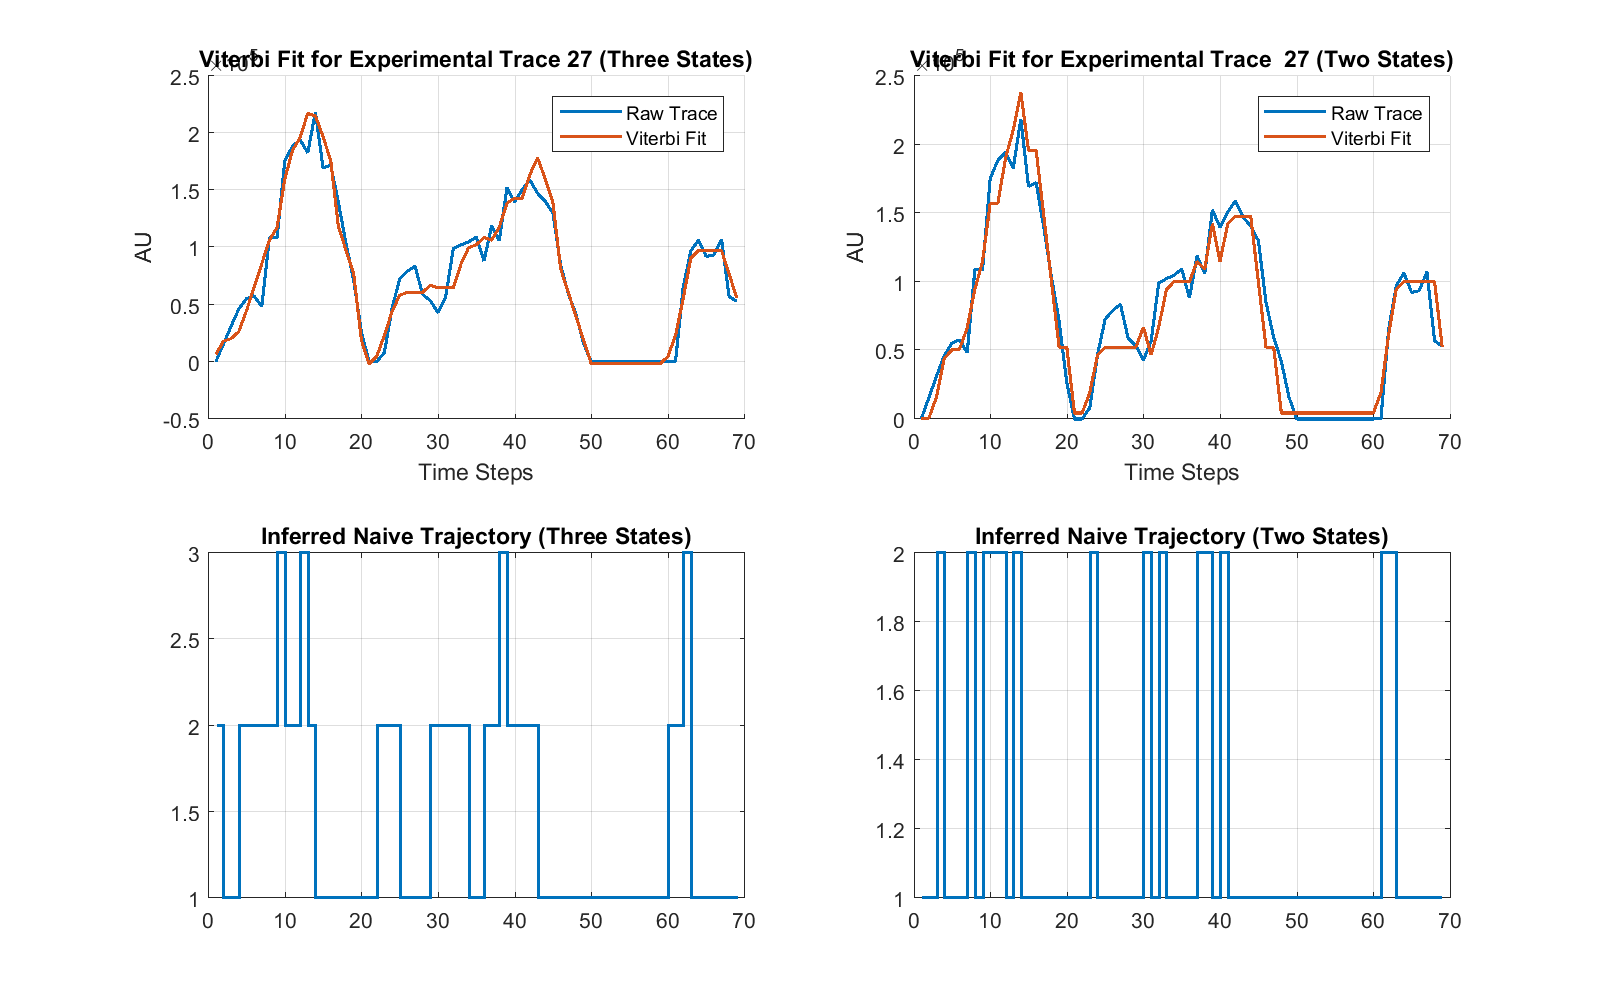 Viterbi Fit for Experimental Trace 27 (Three States)
×10^5
2.5
2
1.5
1
0.5
0
-0.5
AU
Raw Trace
Viterbi Fit
0 10 20 30 40 50 60 70
Time Steps
Viterbi Fit for Experimental Trace 27 (Two States)
×10^5
2.5
2
1.5
1
0.5
0
AU
Raw Trace
Viterbi Fit
0 10 20 30 40 50 60 70
Time Steps
Inferred Naive Trajectory (Three States)
3
2.5
2
1.5
1
0 10 20 30 40 50 60 70
Inferred Naive Trajectory (Two States)
2
1.8
1.6
1.4
1.2
1
0 10 20 30 40 50 60 70